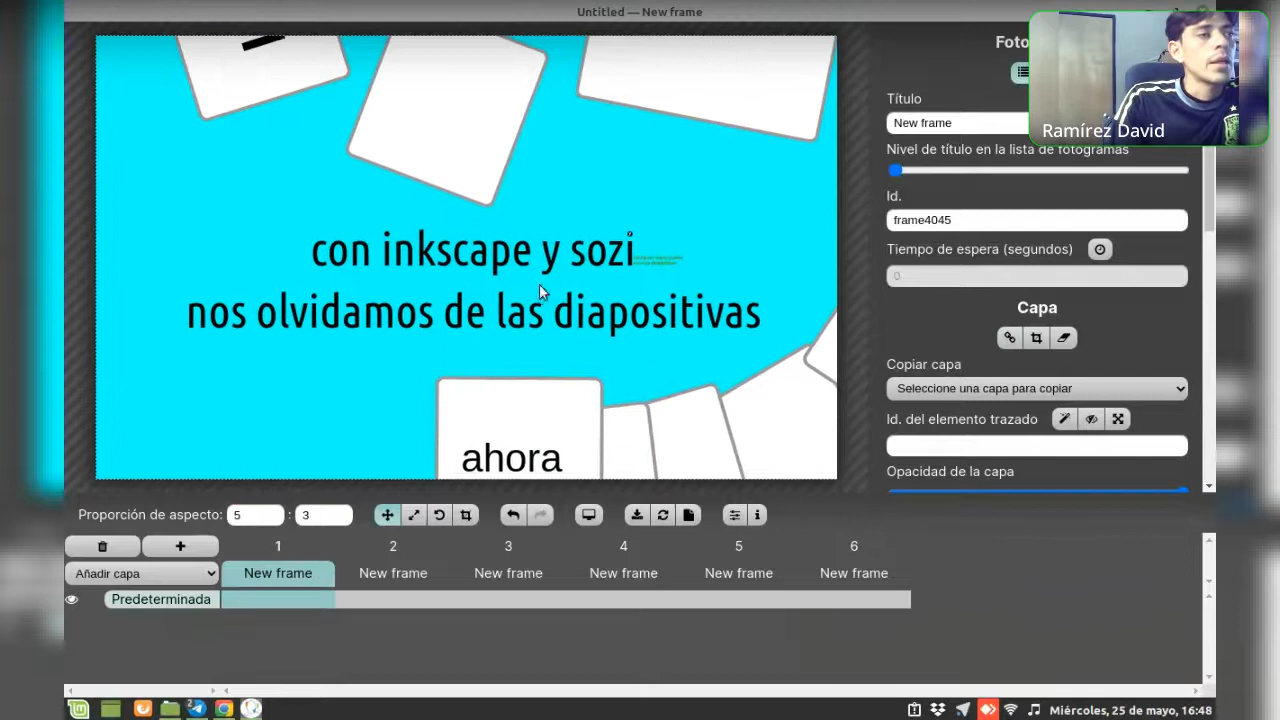 Untitled — New frame
Foto
Ramírez David
Título
New frame
Nivel de título en la lista de fotogramas
Id.
frame4045
Tiempo de espera (segundos)
0
Capa
Copiar capa
Seleccione una capa para copiar
Id. del elemento trazado
Opacidad de la capa
con inkscape y sozi
nos olvidamos de las diapositivas
ahora
Proporción de aspecto: 5 : 3
1 2 3 4 5 6
Añadir capa New frame New frame New frame New frame New frame New frame
Predeterminada
2
Miércoles, 25 de mayo, 16:48